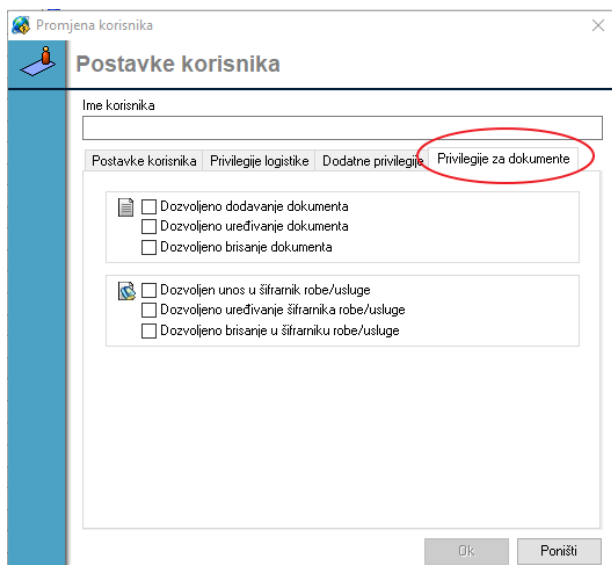 Promjena korisnika
Postavke korisnika
Ime korisnika
Postavke korisnika Privilegije logistike Dodatne privilegije Privilegije za dokumente
Dozvoljeno dodavanje dokumenta
Dozvoljeno uređivanje dokumenta
Dozvoljeno brisanje dokumenta
Dozvoljen unos u šifrarnik robe/usluge
Dozvoljeno uređivanje šifrarnika robe/usluge
Dozvoljeno brisanje u šifrarniku robe/usluge
Ok Poništi